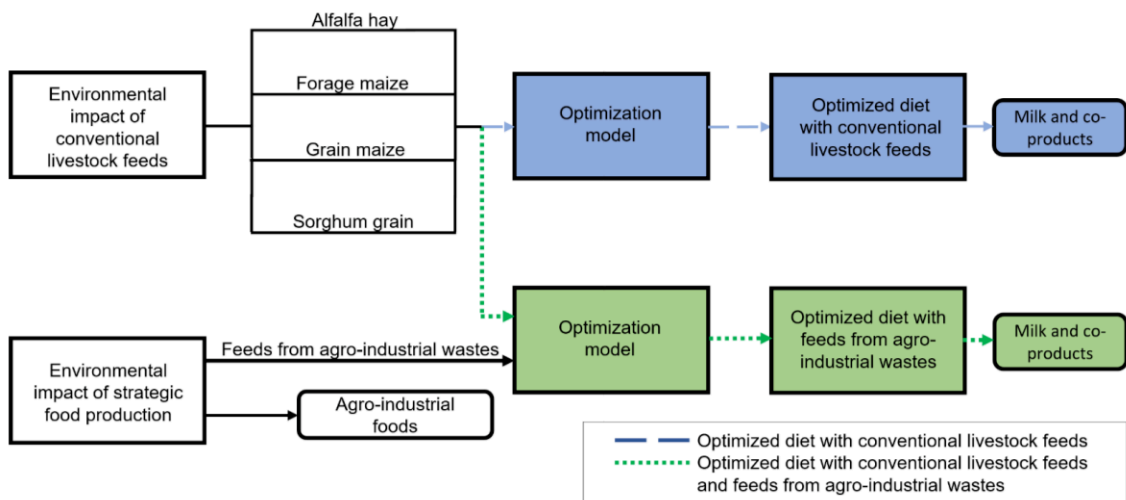 Alfalfa hay
Forage maize
Grain maize
Sorghum grain
Environmental
impact of
conventional
livestock feeds
Optimization
model
Optimized diet
with conventional
livestock feeds
Milk and co-
products
Environmental
impact of strategic
food production
Feeds from agro-industrial wastes
Agro-industrial
foods
Optimization
model
Optimized diet with
feeds from agro-
industrial wastes
Milk and co-
products
Optimized diet with conventional livestock feeds
Optimized diet with conventional livestock feeds
and feeds from agro-industrial wastes